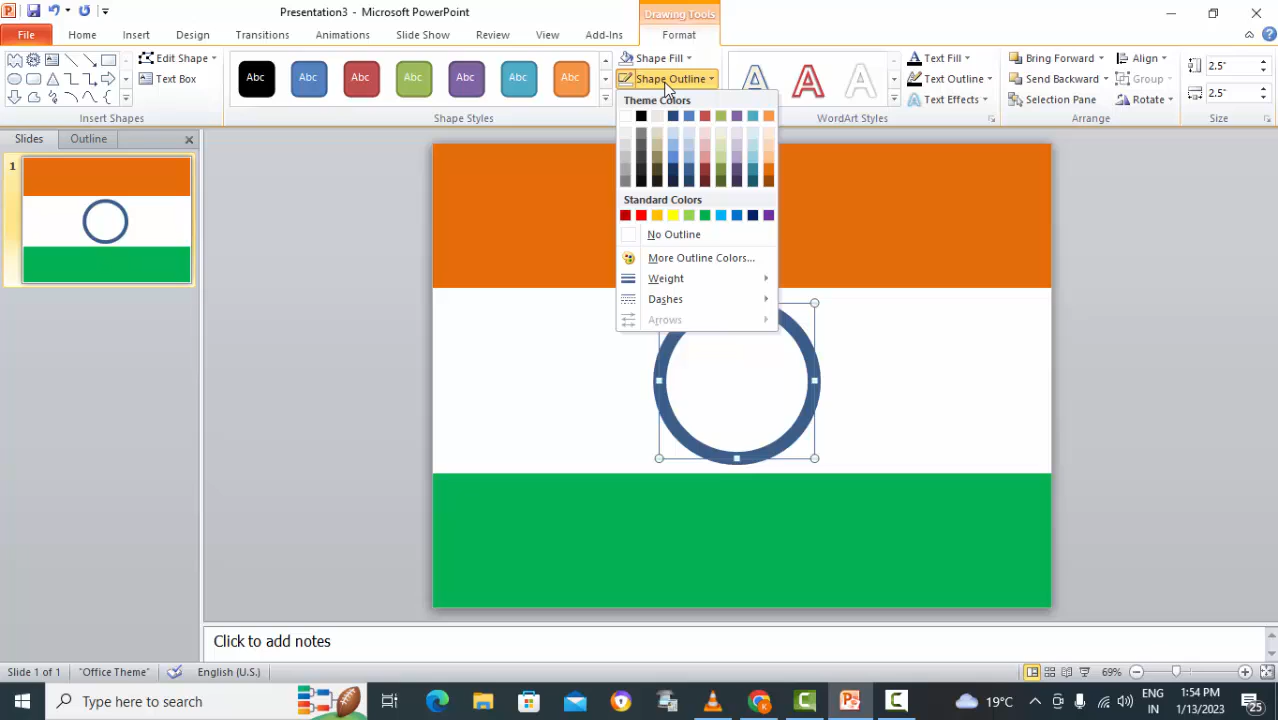 Presentation3 - Microsoft PowerPoint
Drawing Tools
File Home Insert Design Transitions Animations Slide Show Review View Add-Ins Format
Edit Shape
Text Box
Insert Shapes
Abc Abc Abc Abc Abc Abc Abc
Shape Styles
Shape Fill
Shape Outline
A A A
WordArt Styles
Text Fill
Text Outline
Text Effects
Bring Forward
Send Backward
Selection Pane
Align
Group
Rotate
Arrange
2.5"
2.5"
Size
Theme Colors
Standard Colors
No Outline
More Outline Colors...
Weight
Dashes
Arrows
Slides Outline
1
Click to add notes
Slide 1 of 1 "Office Theme" English (U.S.) 69%
Type here to search
19°C
ENG
IN
1:54 PM
1/13/2023
25